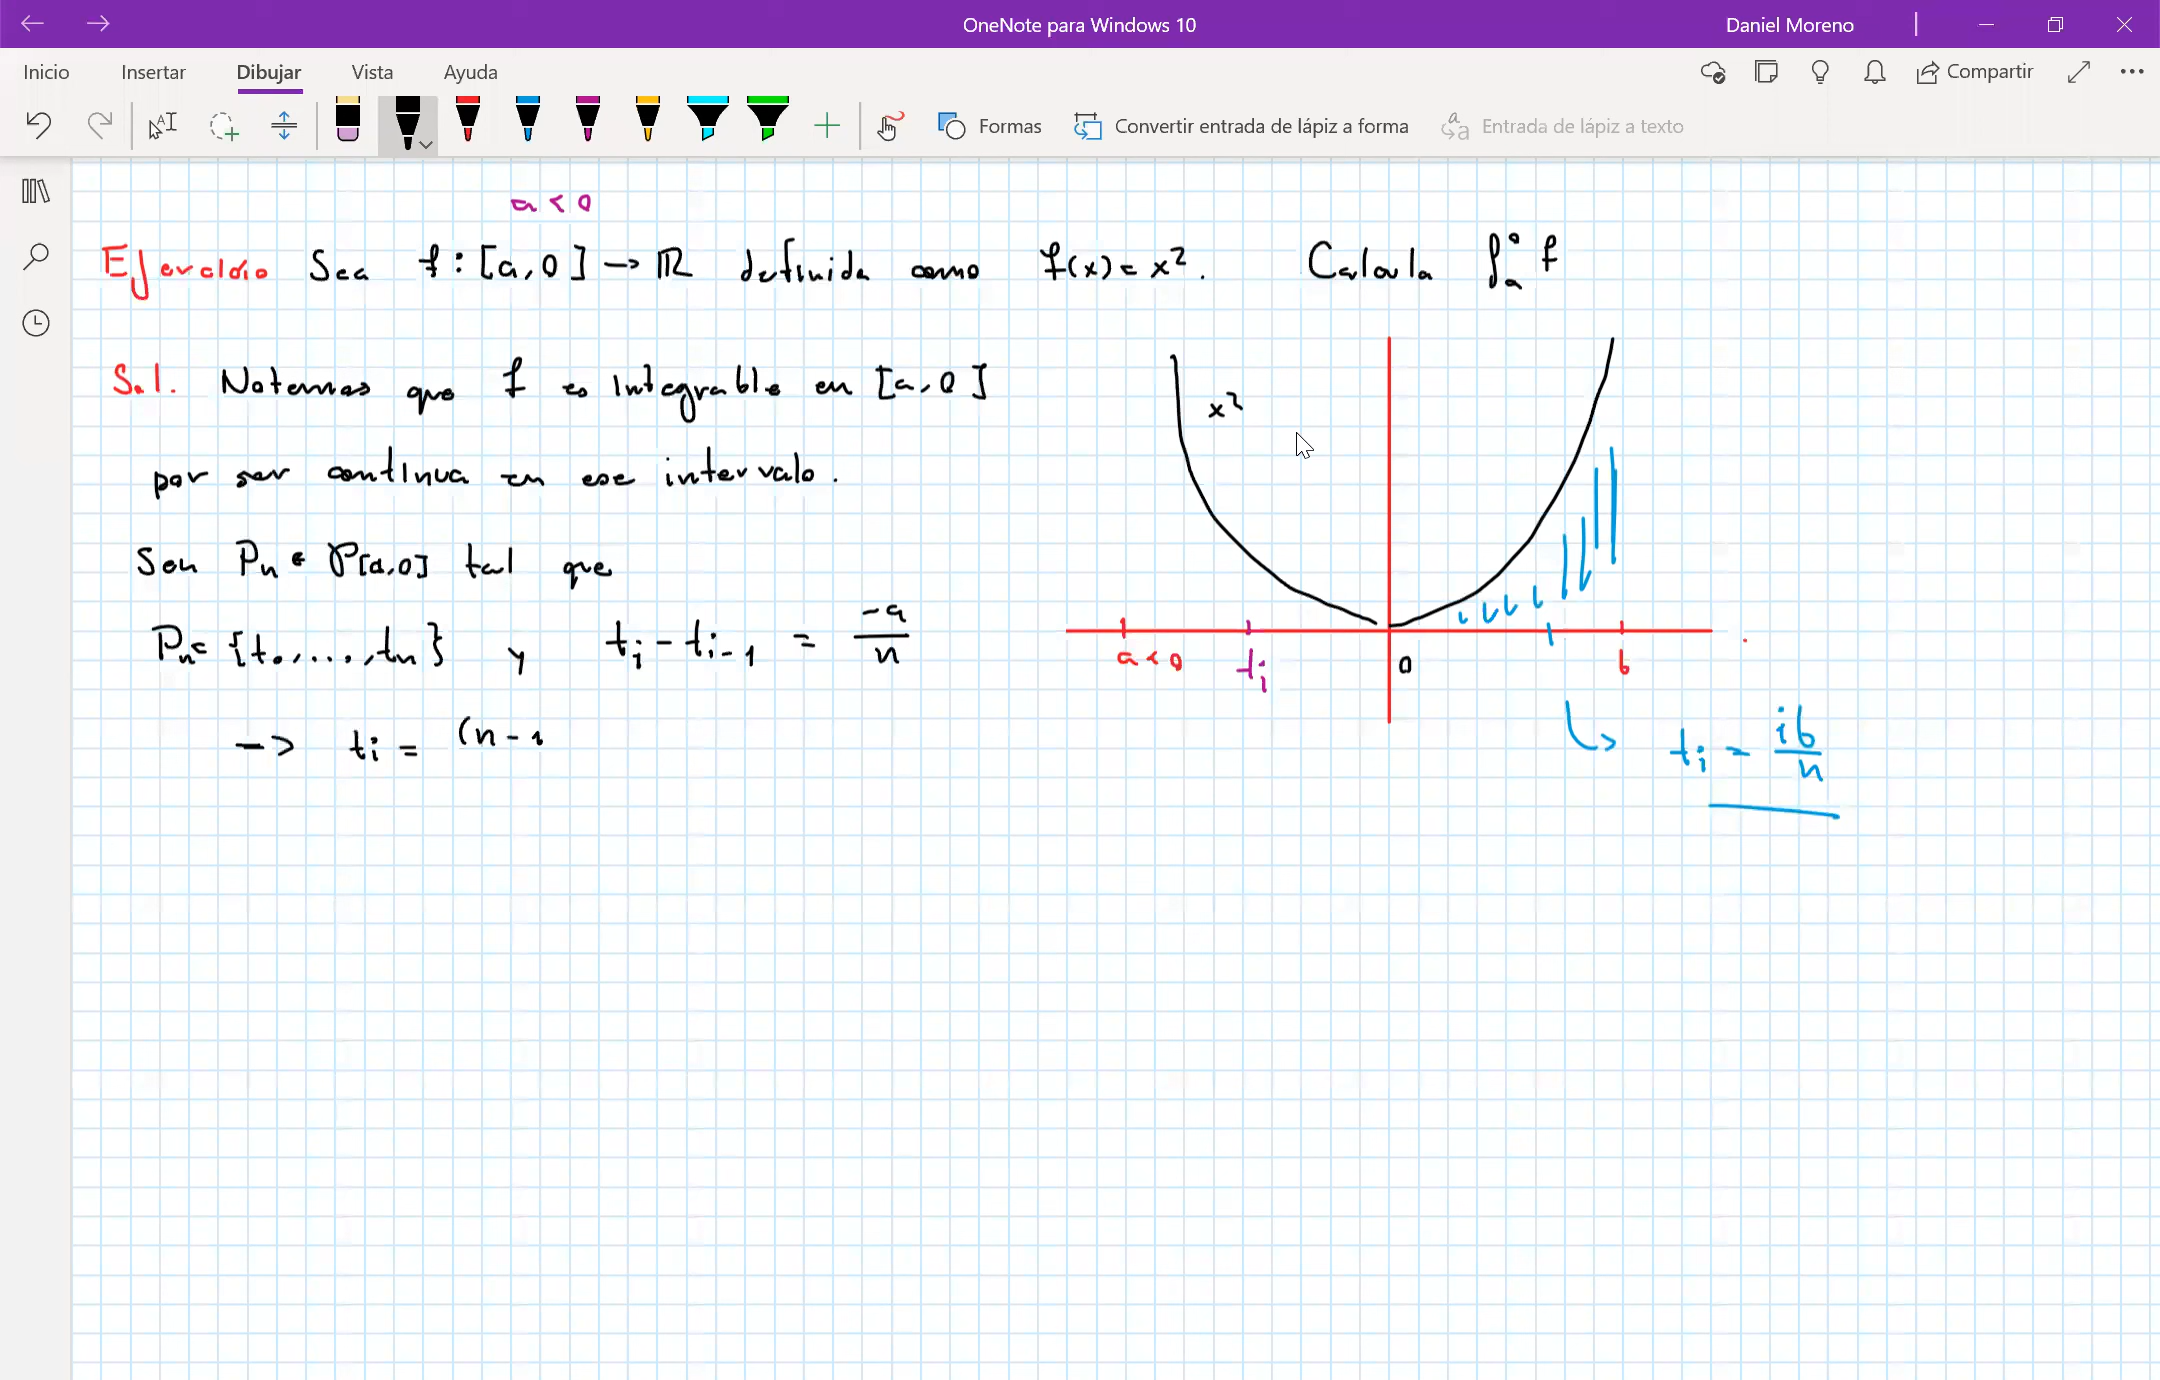 OneNote para Windows 10
Daniel Moreno
Inicio Insertar Dibujar Vista Ayuda
Compartir
Formas Convertir entrada de lápiz a forma Entrada de lápiz a texto
a < 0
Ejercicio Sea f : [a, 0] → ℝ definida como f(x) = x². Calcula ∫ₐ⁰ f
Sol. Notemos que f es integrable en [a, 0]
por ser continua en ese intervalo.
Sea Pₙ ∈ 𝒫[a,0] tal que
Pₙ = {t₀, ..., tₙ} y tᵢ - tᵢ₋₁ = -a/n
→ tᵢ = (n - i
x²
a < 0 tᵢ 0 b
↳ tᵢ = ib/n